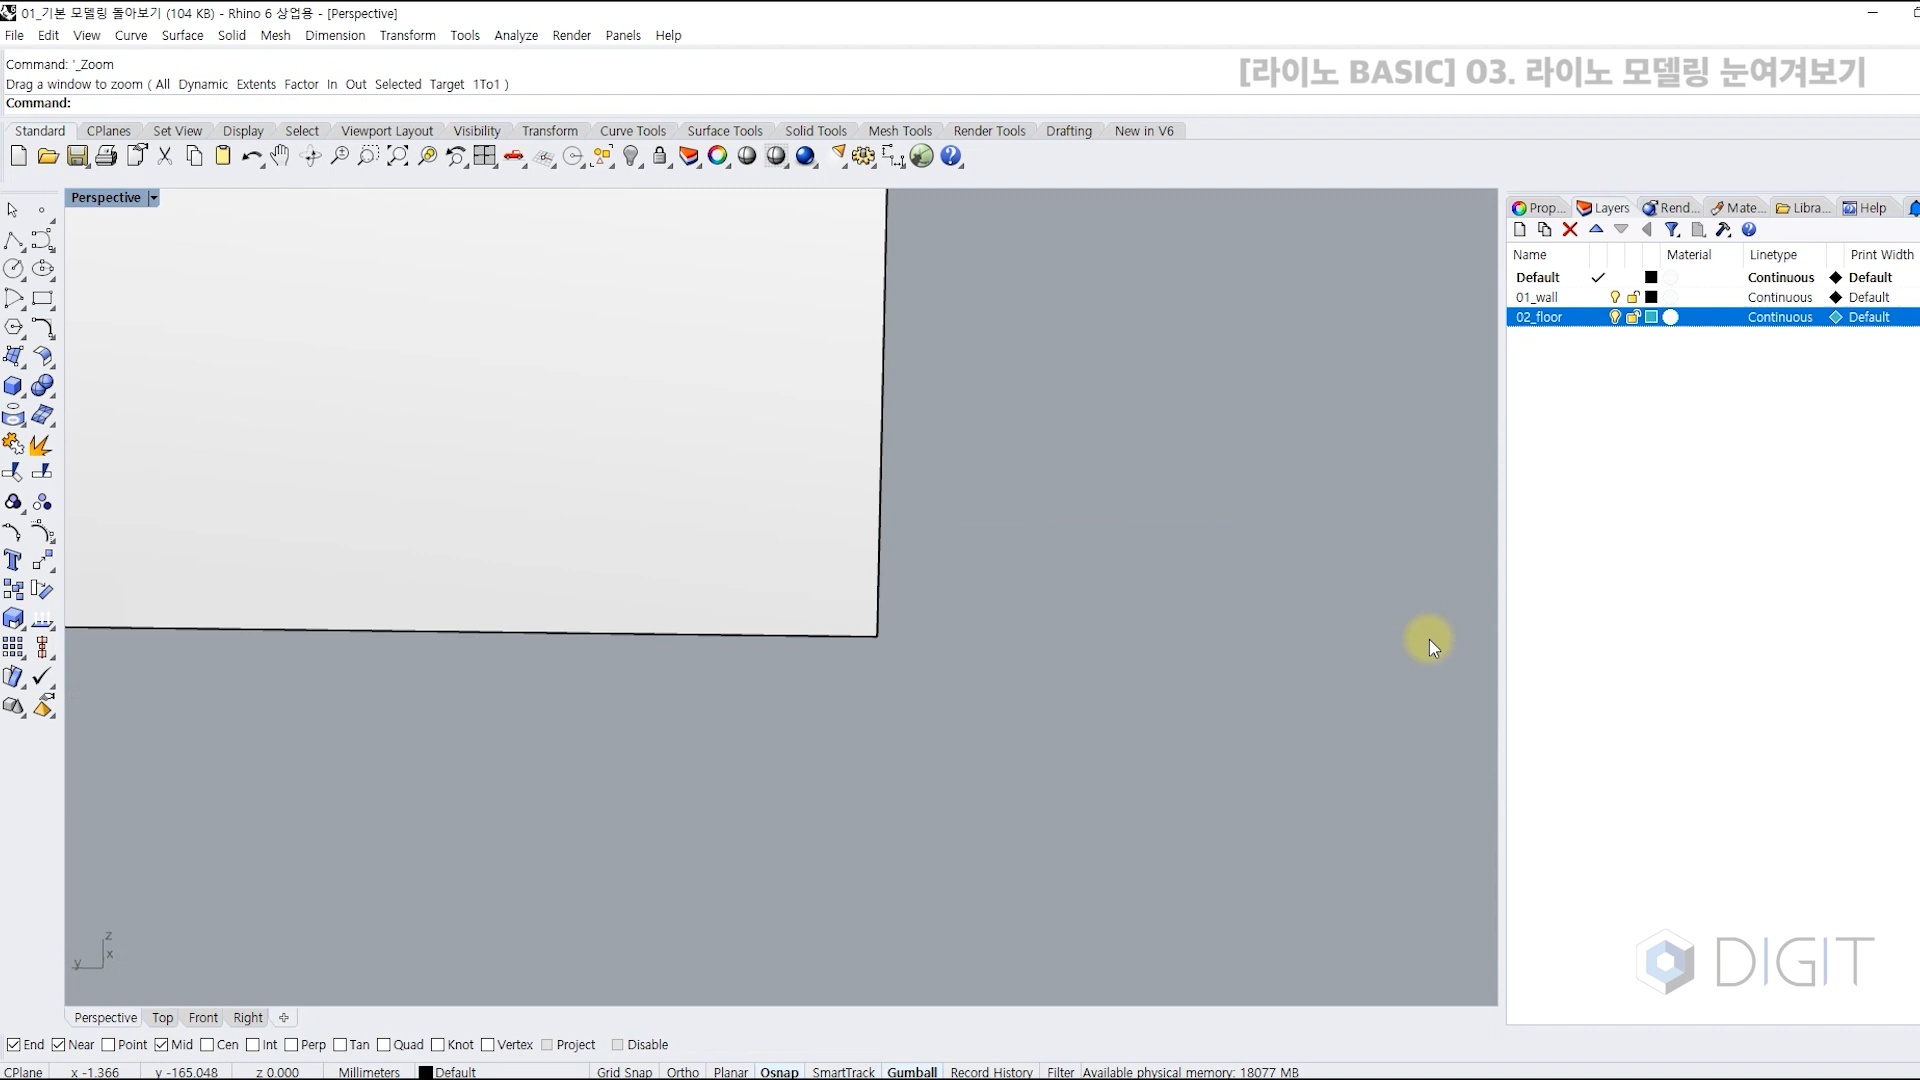 01_기본 모델링 돌아보기 (104 KB) - Rhino 6 상업용 - [Perspective]
File Edit View Curve Surface Solid Mesh Dimension Transform Tools Analyze Render Panels Help
Command: '_Zoom
Drag a window to zoom ( All Dynamic Extents Factor In Out Selected Target 1To1 )
Command:
[라이노 BASIC] 03. 라이노 모델링 눈여겨보기
Standard CPlanes Set View Display Select Viewport Layout Visibility Transform Curve Tools Surface Tools Solid Tools Mesh Tools Render Tools Drafting New in V6
Perspective
Prop... Layers Rend... Mate... Libra... Help
Name Material Linetype Print Width
Default Continuous Default
01_wall Continuous Default
02_floor Continuous Default
z
y x
DIGIT
Perspective Top Front Right
End Near Point Mid Cen Int Perp Tan Quad Knot Vertex Project Disable
CPlane x -1.366 y -165.048 z 0.000 Millimeters Default Grid Snap Ortho Planar Osnap SmartTrack Gumball Record History Filter Available physical memory: 18077 MB